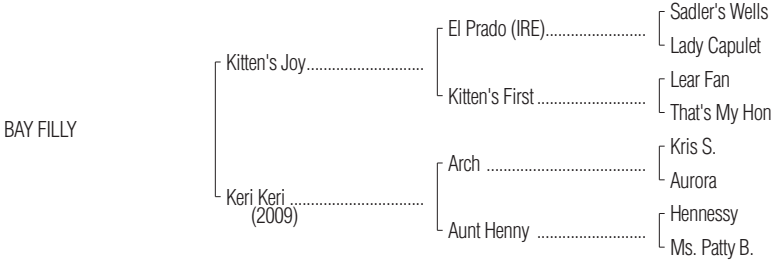 Sadler's Wells
El Prado (IRE)........................
Lady Capulet
Kitten's Joy............................
Lear Fan
Kitten's First ..........................
That's My Hon
BAY FILLY
Kris S.
Arch ......................................
Aurora
Keri Keri ................................
(2009)
Hennessy
Aunt Henny ..........................
Ms. Patty B.